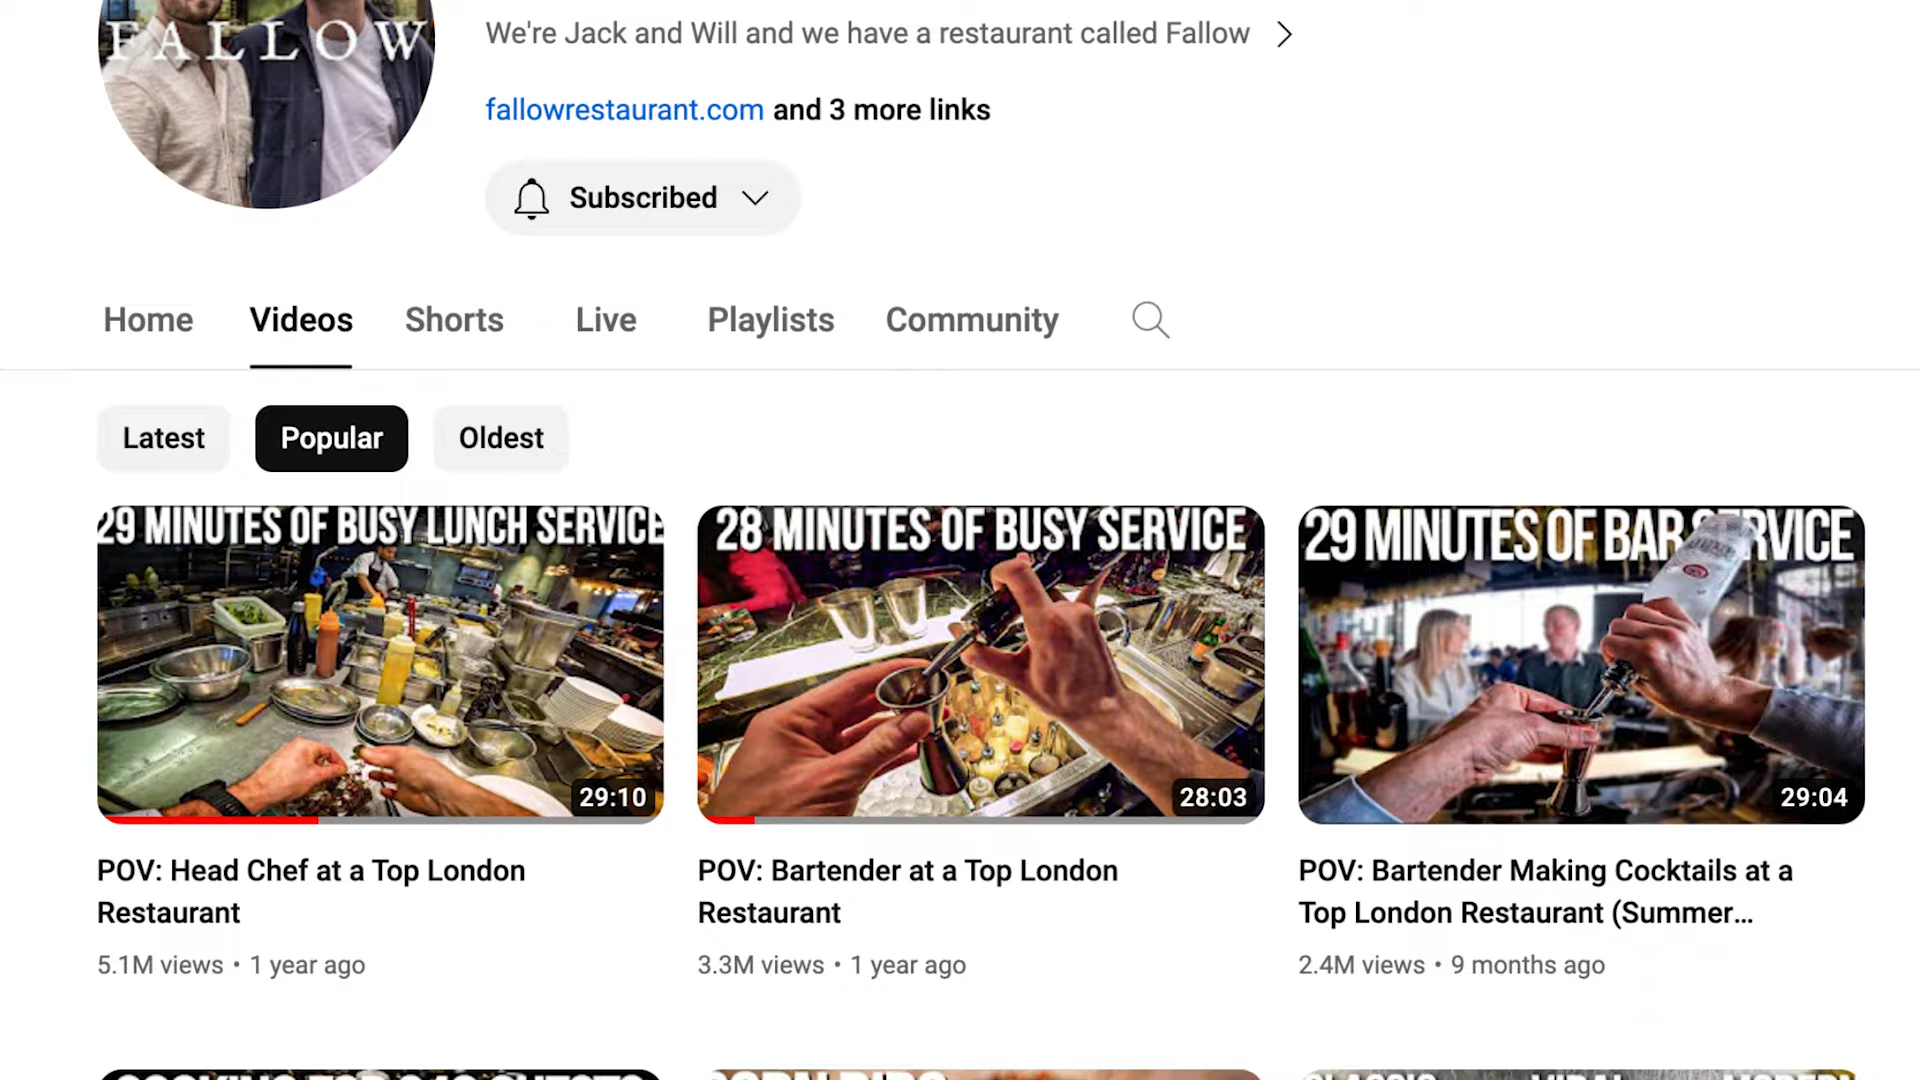 FALLOW
We're Jack and Will and we have a restaurant called Fallow
fallowrestaurant.com and 3 more links
Subscribed
Home Videos Shorts Live Playlists Community
Latest Popular Oldest
29 MINUTES OF BUSY LUNCH SERVICE
29:10
POV: Head Chef at a Top London
Restaurant
5.1M views • 1 year ago
28 MINUTES OF BUSY SERVICE
28:03
POV: Bartender at a Top London
Restaurant
3.3M views • 1 year ago
29 MINUTES OF BAR RVICE
29:04
POV: Bartender Making Cocktails at a
Top London Restaurant (Summer...
2.4M views • 9 months ago